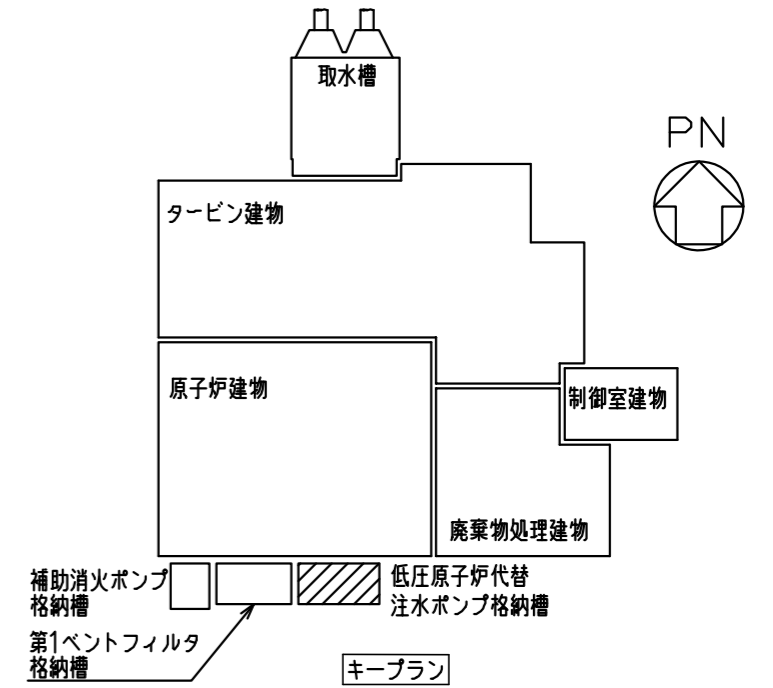 取水槽
PN
タービン建物
原子炉建物
制御室建物
廃棄物処理建物
補助消火ポンプ
格納槽
低圧原子炉代替
注水ポンプ格納槽
第1ベントフィルタ
格納槽
キープラン